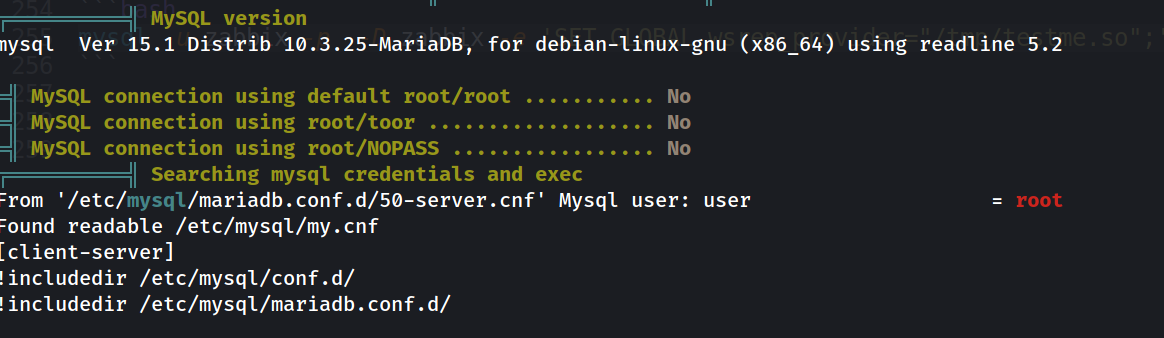 254 bash
MySQL version
mysql  Ver 15.1 Distrib 10.3.25-MariaDB, for debian-linux-gnu (x86_64) using readline 5.2
256 ```
MySQL connection using default root/root ........... No
MySQL connection using root/toor ................... No
MySQL connection using root/NOPASS ................. No
Searching mysql credentials and exec
From '/etc/mysql/mariadb.conf.d/50-server.cnf' Mysql user: user = root
Found readable /etc/mysql/my.cnf
[client-server]
!includedir /etc/mysql/conf.d/
!includedir /etc/mysql/mariadb.conf.d/